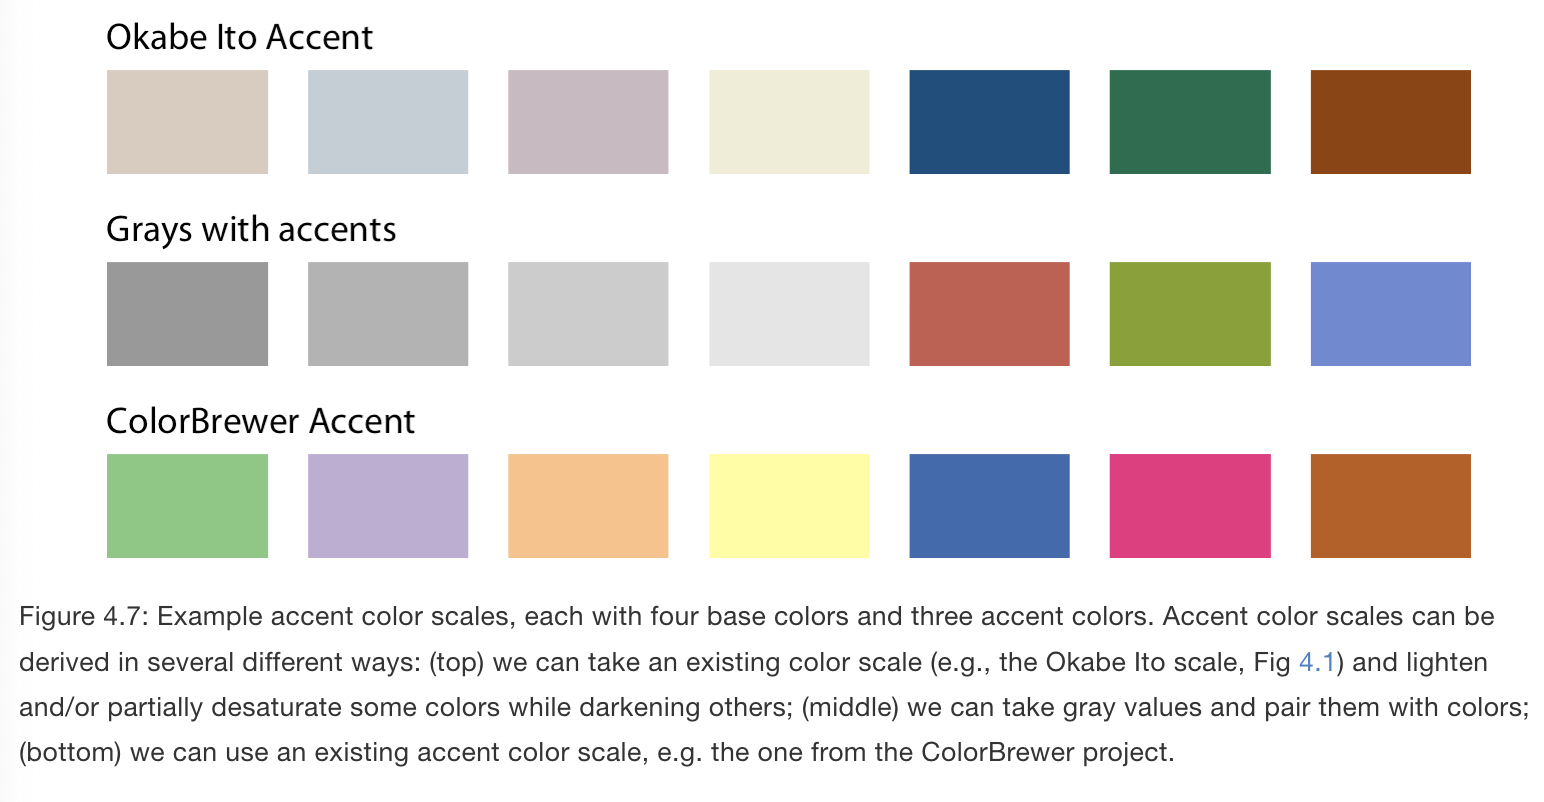 Okabe Ito Accent
Grays with accents
ColorBrewer Accent
Figure 4.7: Example accent color scales, each with four base colors and three accent colors. Accent color scales can be
derived in several different ways: (top) we can take an existing color scale (e.g., the Okabe Ito scale, Fig 4.1) and lighten
and/or partially desaturate some colors while darkening others; (middle) we can take gray values and pair them with colors;
(bottom) we can use an existing accent color scale, e.g. the one from the ColorBrewer project.